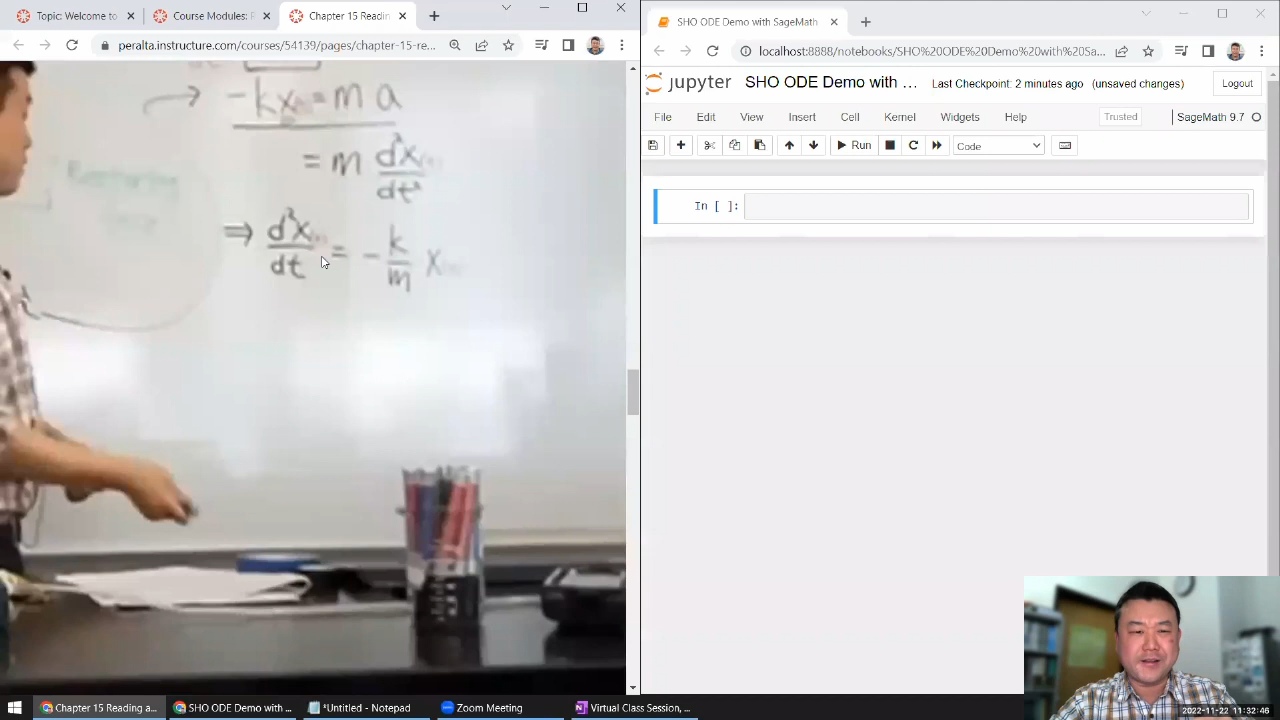 Topic Welcome to
Course Modules: F
Chapter 15 Readin
peralta.instructure.com/courses/54139/pages/chapter-15-re...
-kx = m a
= m d²x/dt²
⇒ d²x/dt = - k/m x
SHO ODE Demo with SageMath
localhost:8888/notebooks/SHO%20ODE%20Demo%20with%20Sa...
jupyter SHO ODE Demo with ... Last Checkpoint: 2 minutes ago (unsaved changes) Logout
File Edit View Insert Cell Kernel Widgets Help Trusted SageMath 9.7
Run Code
In [ ]:
Chapter 15 Reading a...
SHO ODE Demo with ...
*Untitled - Notepad
Zoom Meeting
Virtual Class Session, ...
2022-11-22 11:32:46